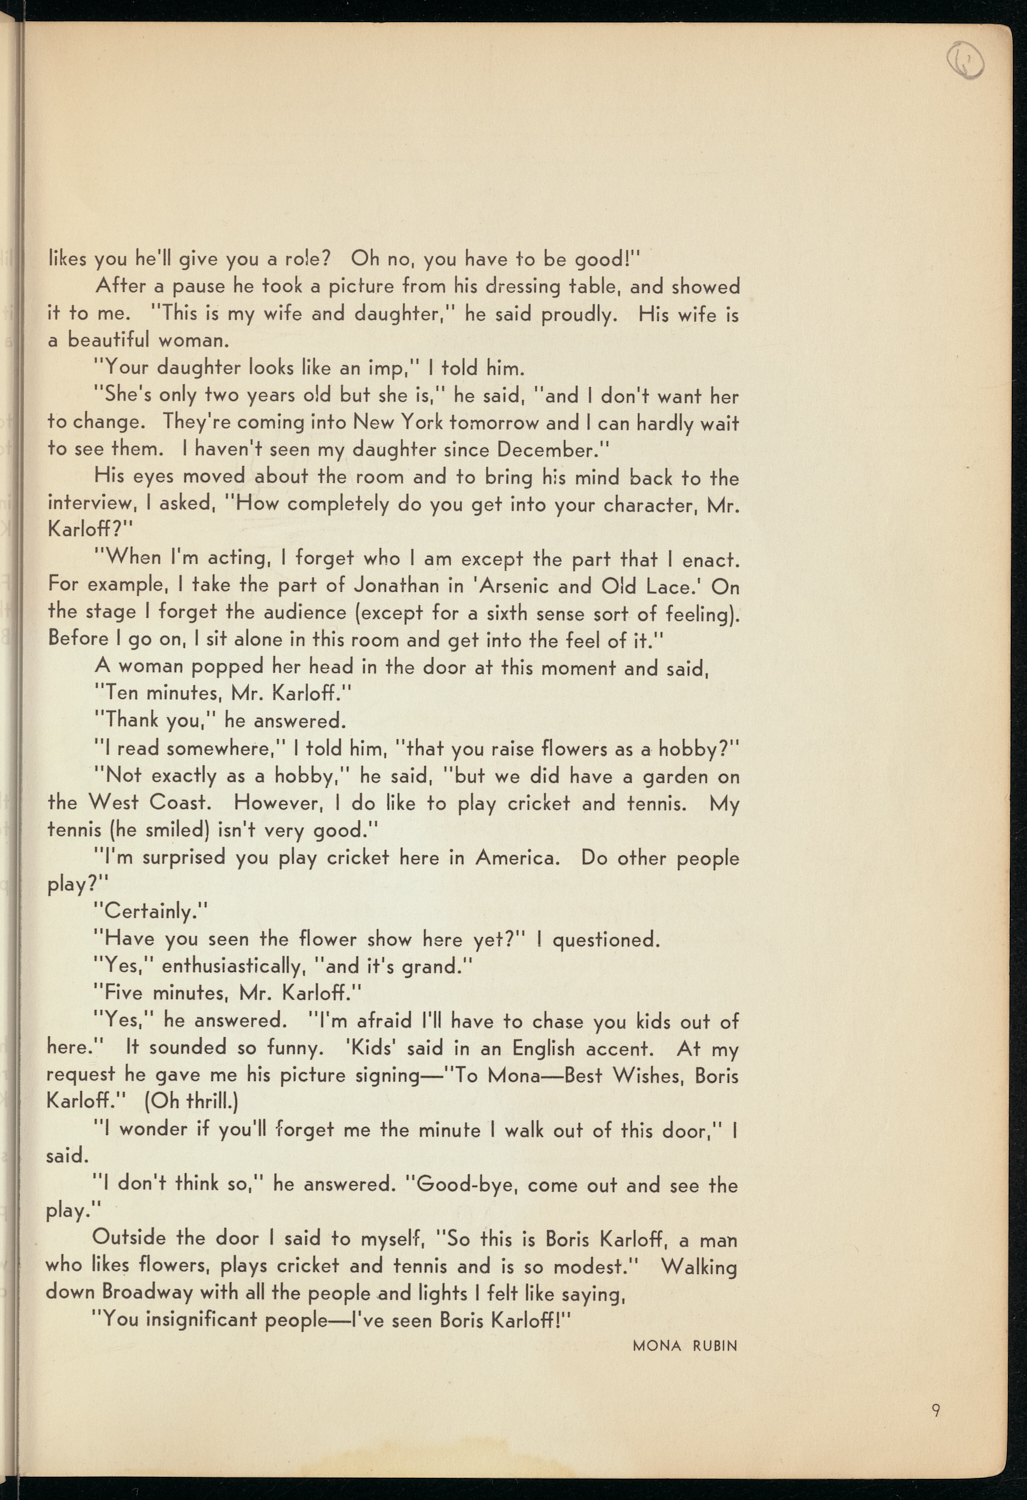 likes you he'll give you a role? Oh no, you have to be good!"
After a pause he took a picture from his dressing table, and showed
it to me. "This is my wife and daughter," he said proudly. His wife is
a beautiful woman.
"Your daughter looks like an imp," I told him.
"She's only two years old but she is," he said, "and I don't want her
to change. They're coming into New York tomorrow and I can hardly wait
to see them. I haven't seen my daughter since December."
His eyes moved about the room and to bring his mind back to the
interview, I asked, "How completely do you get into your character, Mr.
Karloff?"
"When I'm acting, I forget who I am except the part that I enact.
For example, I take the part of Jonathan in 'Arsenic and Old Lace.' On
the stage I forget the audience (except for a sixth sense sort of feeling).
Before I go on, I sit alone in this room and get into the feel of it."
A woman popped her head in the door at this moment and said,
"Ten minutes, Mr. Karloff."
"Thank you," he answered.
"I read somewhere," I told him, "that you raise flowers as a hobby?"
"Not exactly as a hobby," he said, "but we did have a garden on
the West Coast. However, I do like to play cricket and tennis. My
tennis (he smiled) isn't very good."
"I'm surprised you play cricket here in America. Do other people
play?"
"Certainly."
"Have you seen the flower show here yet?" I questioned.
"Yes," enthusiastically, "and it's grand."
"Five minutes, Mr. Karloff."
"Yes," he answered. "I'm afraid I'll have to chase you kids out of
here." It sounded so funny. 'Kids' said in an English accent. At my
request he gave me his picture signing—"To Mona—Best Wishes, Boris
Karloff." (Oh thrill.)
"I wonder if you'll forget me the minute I walk out of this door," I
said.
"I don't think so," he answered. "Good-bye, come out and see the
play."
Outside the door I said to myself, "So this is Boris Karloff, a man
who likes flowers, plays cricket and tennis and is so modest." Walking
down Broadway with all the people and lights I felt like saying,
"You insignificant people—I've seen Boris Karloff!"
MONA RUBIN
9